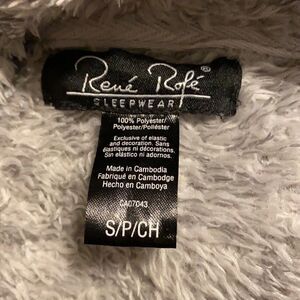 René Rofé®
SLEEPWEAR
100% Polyester/
Polyester/Poliéster
Exclusive of elastic
and decoration. Sans
élastiques ni décorations.
Sin elástico ni adornos.
Made in Cambodia
Fabriqué en Cambodge
Hecho en Camboya
CA07043
S/P/CH